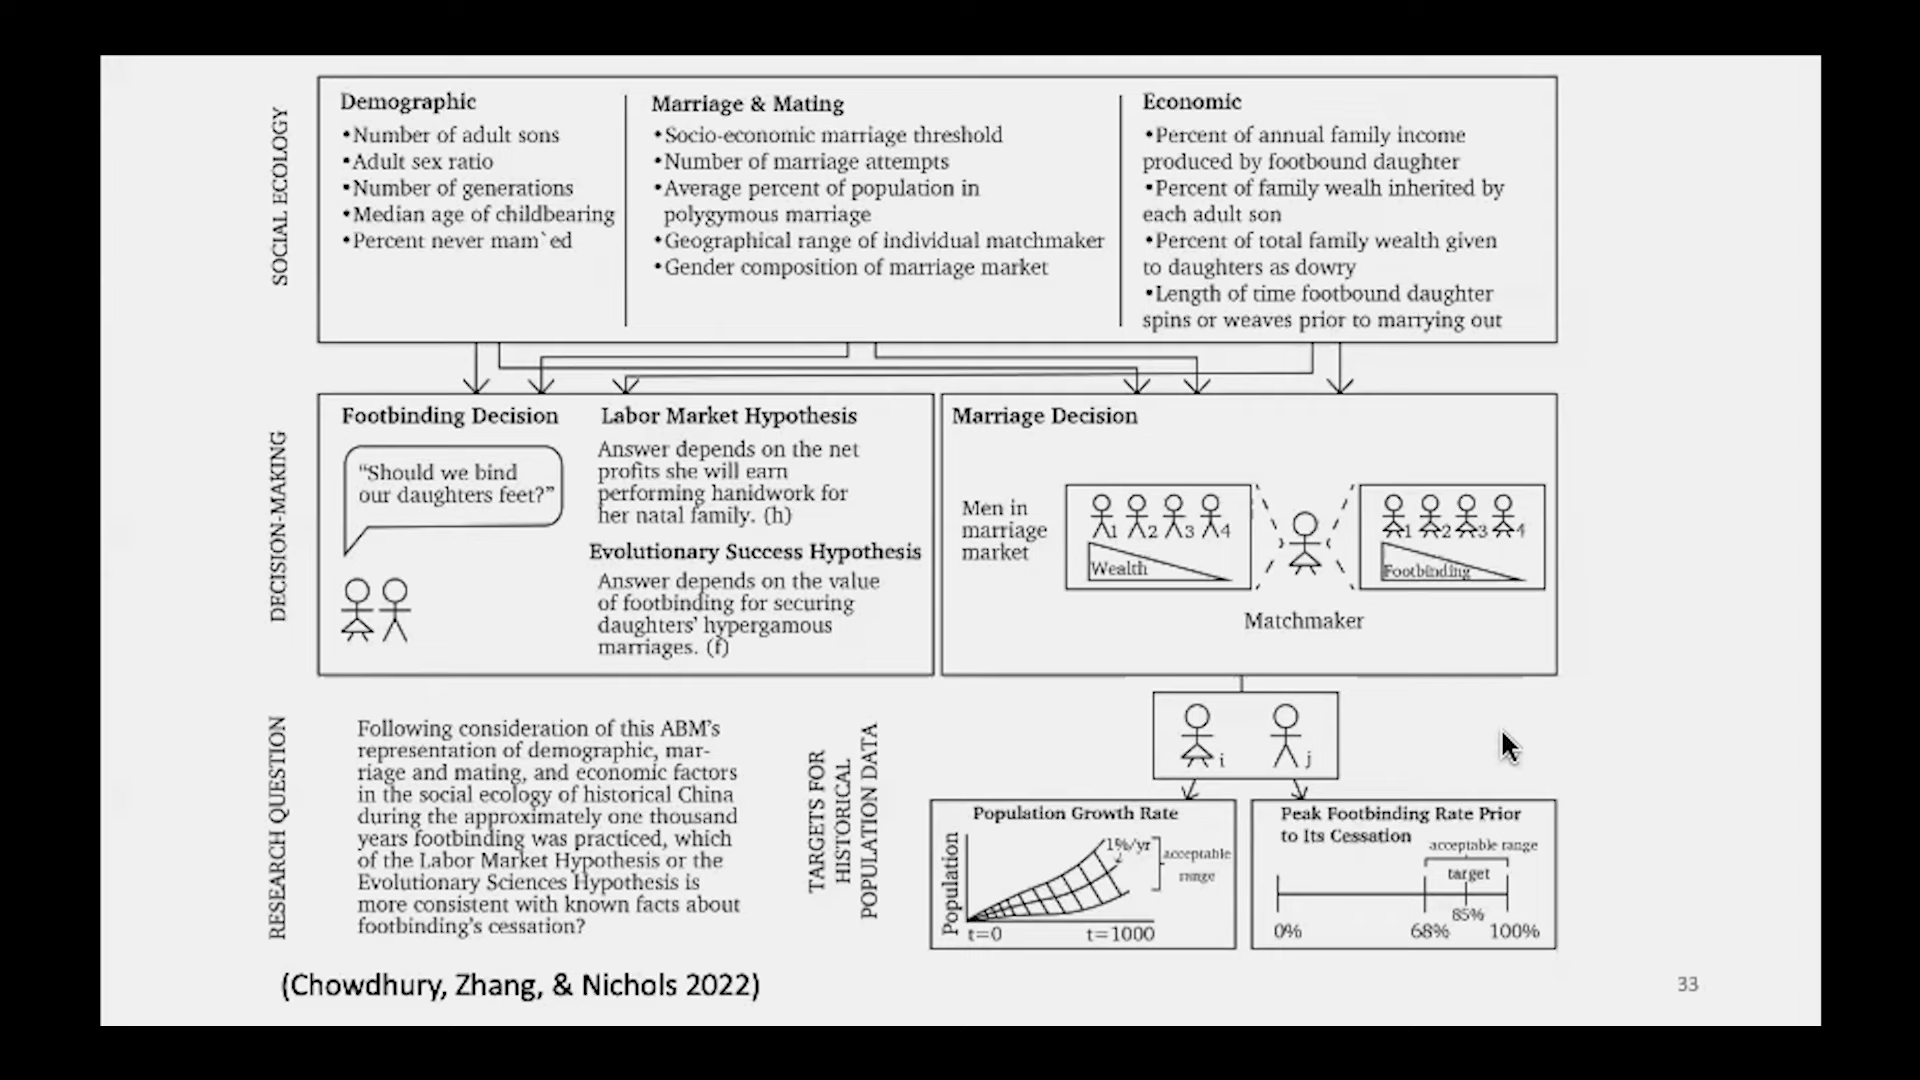 SOCIAL ECOLOGY
Demographic
•Number of adult sons
•Adult sex ratio
•Number of generations
•Median age of childbearing
•Percent never mam`ed
Marriage & Mating
•Socio-economic marriage threshold
•Number of marriage attempts
•Average percent of population in
polygymous marriage
•Geographical range of individual matchmaker
•Gender composition of marriage market
Economic
•Percent of annual family income
produced by footbound daughter
•Percent of family wealh inherited by
each adult son
•Percent of total family wealth given
to daughters as dowry
•Length of time footbound daughter
spins or weaves prior to marrying out
DECISION-MAKING
Footbinding Decision
“Should we bind
our daughters feet?”
Labor Market Hypothesis
Answer depends on the net
profits she will earn
performing hanidwork for
her natal family. (h)
Evolutionary Success Hypothesis
Answer depends on the value
of footbinding for securing
daughters’ hypergamous
marriages. (f)
Marriage Decision
Men in
marriage
market
1 2 3 4
Wealth
Matchmaker
1 2 3 4
Footbinding
i j
RESEARCH QUESTION
Following consideration of this ABM’s
representation of demographic, mar-
riage and mating, and economic factors
in the social ecology of historical China
during the approximately one thousand
years footbinding was practiced, which
of the Labor Market Hypothesis or the
Evolutionary Sciences Hypothesis is
more consistent with known facts about
footbinding’s cessation?
TARGETS FOR
HISTORICAL
POPULATION DATA
Population Growth Rate
Population
1%/yr
acceptable
range
t=0 t=1000
Peak Footbinding Rate Prior
to Its Cessation
acceptable range
target
85%
0% 68% 100%
(Chowdhury, Zhang, & Nichols 2022)
33